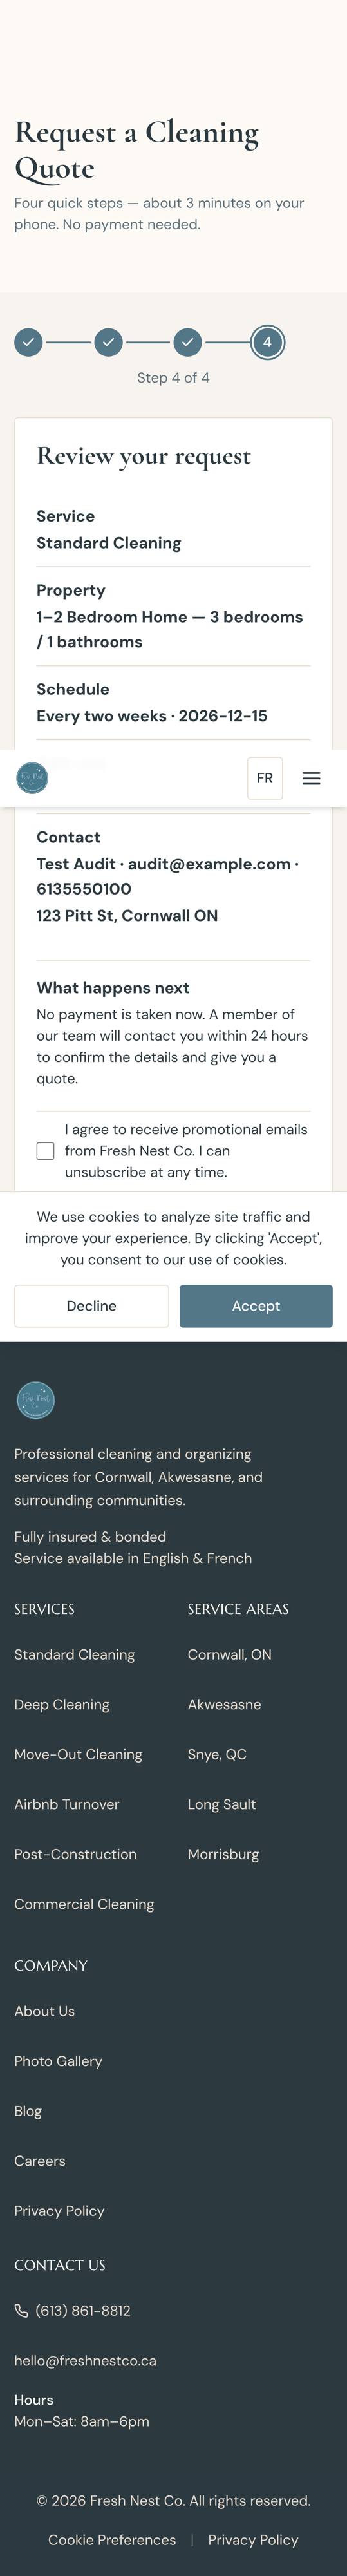 Request a Cleaning
Quote
Four quick steps — about 3 minutes on your
phone. No payment needed.
4
Step 4 of 4
Review your request
Service
Standard Cleaning
Property
1–2 Bedroom Home — 3 bedrooms
/ 1 bathrooms
Schedule
Every two weeks · 2026-12-15
FR
Contact
Test Audit · audit@example.com ·
6135550100
123 Pitt St, Cornwall ON
What happens next
No payment is taken now. A member of
our team will contact you within 24 hours
to confirm the details and give you a
quote.
I agree to receive promotional emails
from Fresh Nest Co. I can
unsubscribe at any time.
We use cookies to analyze site traffic and
improve your experience. By clicking 'Accept',
you consent to our use of cookies.
Decline
Accept
Professional cleaning and organizing
services for Cornwall, Akwesasne, and
surrounding communities.
Fully insured & bonded
Service available in English & French
SERVICES
Standard Cleaning
Deep Cleaning
Move-Out Cleaning
Airbnb Turnover
Post-Construction
Commercial Cleaning
SERVICE AREAS
Cornwall, ON
Akwesasne
Snye, QC
Long Sault
Morrisburg
COMPANY
About Us
Photo Gallery
Blog
Careers
Privacy Policy
CONTACT US
(613) 861-8812
hello@freshnestco.ca
Hours
Mon–Sat: 8am–6pm
© 2026 Fresh Nest Co. All rights reserved.
Cookie Preferences | Privacy Policy